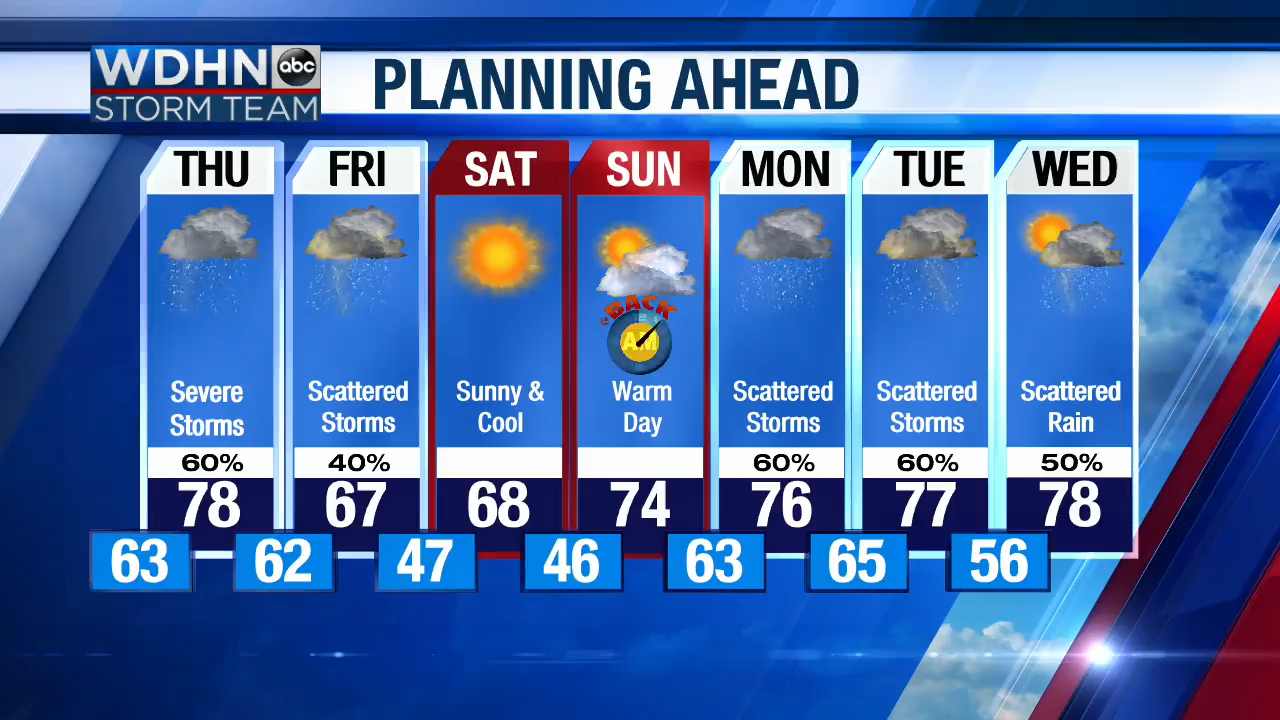 WDHN abc
STORM TEAM
PLANNING AHEAD
THU FRI SAT SUN MON TUE WED
BACK
AM
Severe Storms
Scattered Storms
Sunny & Cool
Warm Day
Scattered Storms
Scattered Storms
Scattered Rain
60% 40% 60% 60% 50%
78 67 68 74 76 77 78
63 62 47 46 63 65 56